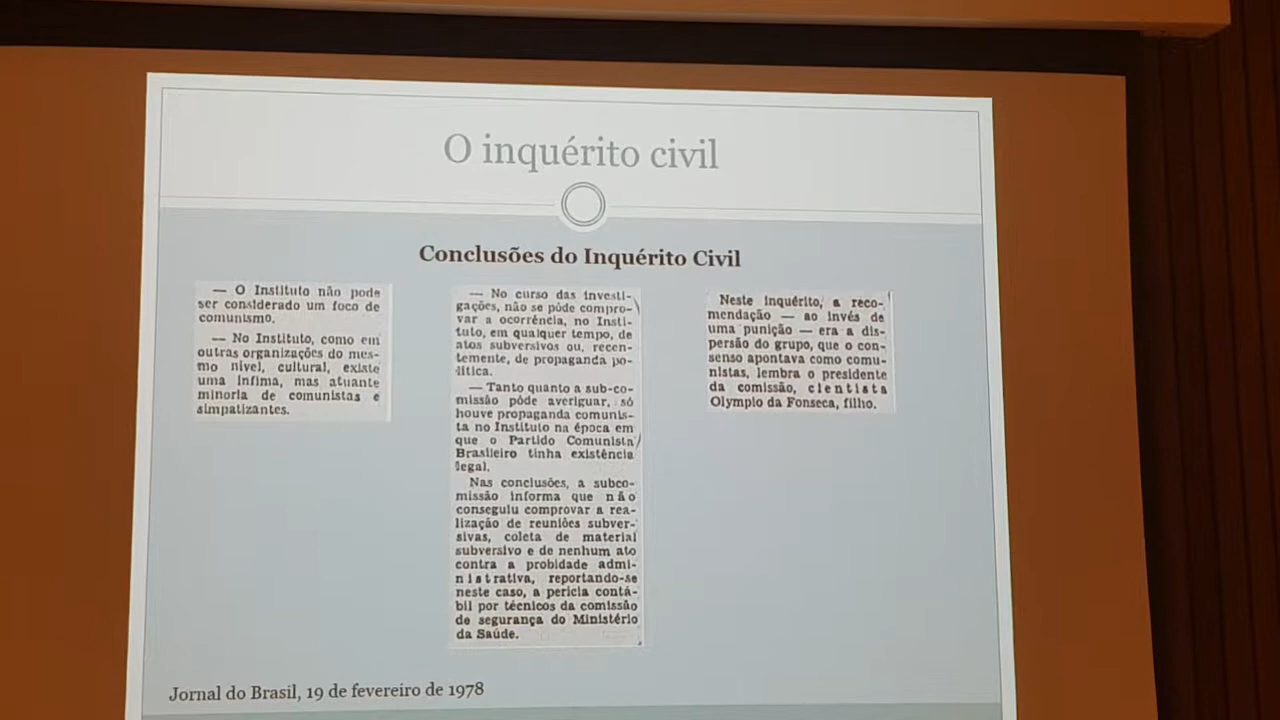 O inquérito civil
Conclusões do Inquérito Civil
— O Instituto não pode
ser considerado um foco de
comunismo.
— No Instituto, como em
outras organizações do mes-
mo nível, cultural, existe
uma ínfima, mas atuante
minoria de comunistas e
simpatizantes.
— No curso das investi-
gações, não se pôde compro-
var a ocorrência, no Insti-
tuto, em qualquer tempo, de
atos subversivos ou, recen-
temente, de propaganda po-
lítica.
— Tanto quanto a sub-co-
missão pôde averiguar, só
houve propaganda comunis-
ta no Instituto na época em
que o Partido Comunista
Brasileiro tinha existência
legal.
Nas conclusões, a subco-
missão informa que não
conseguiu comprovar a rea-
lização de reuniões subver-
sivas, coleta de material
subversivo e de nenhum ato
contra a probidade admi-
nistrativa, reportando-se
neste caso, a perícia contá-
bil por técnicos da comissão
de segurança do Ministério
da Saúde.
Neste inquérito, a reco-
mendação — ao invés de
uma punição — era a dis-
persão do grupo, que o con-
senso apontava como comu-
nistas, lembra o presidente
da comissão, cientista
Olympio da Fonseca, filho.
Jornal do Brasil, 19 de fevereiro de 1978